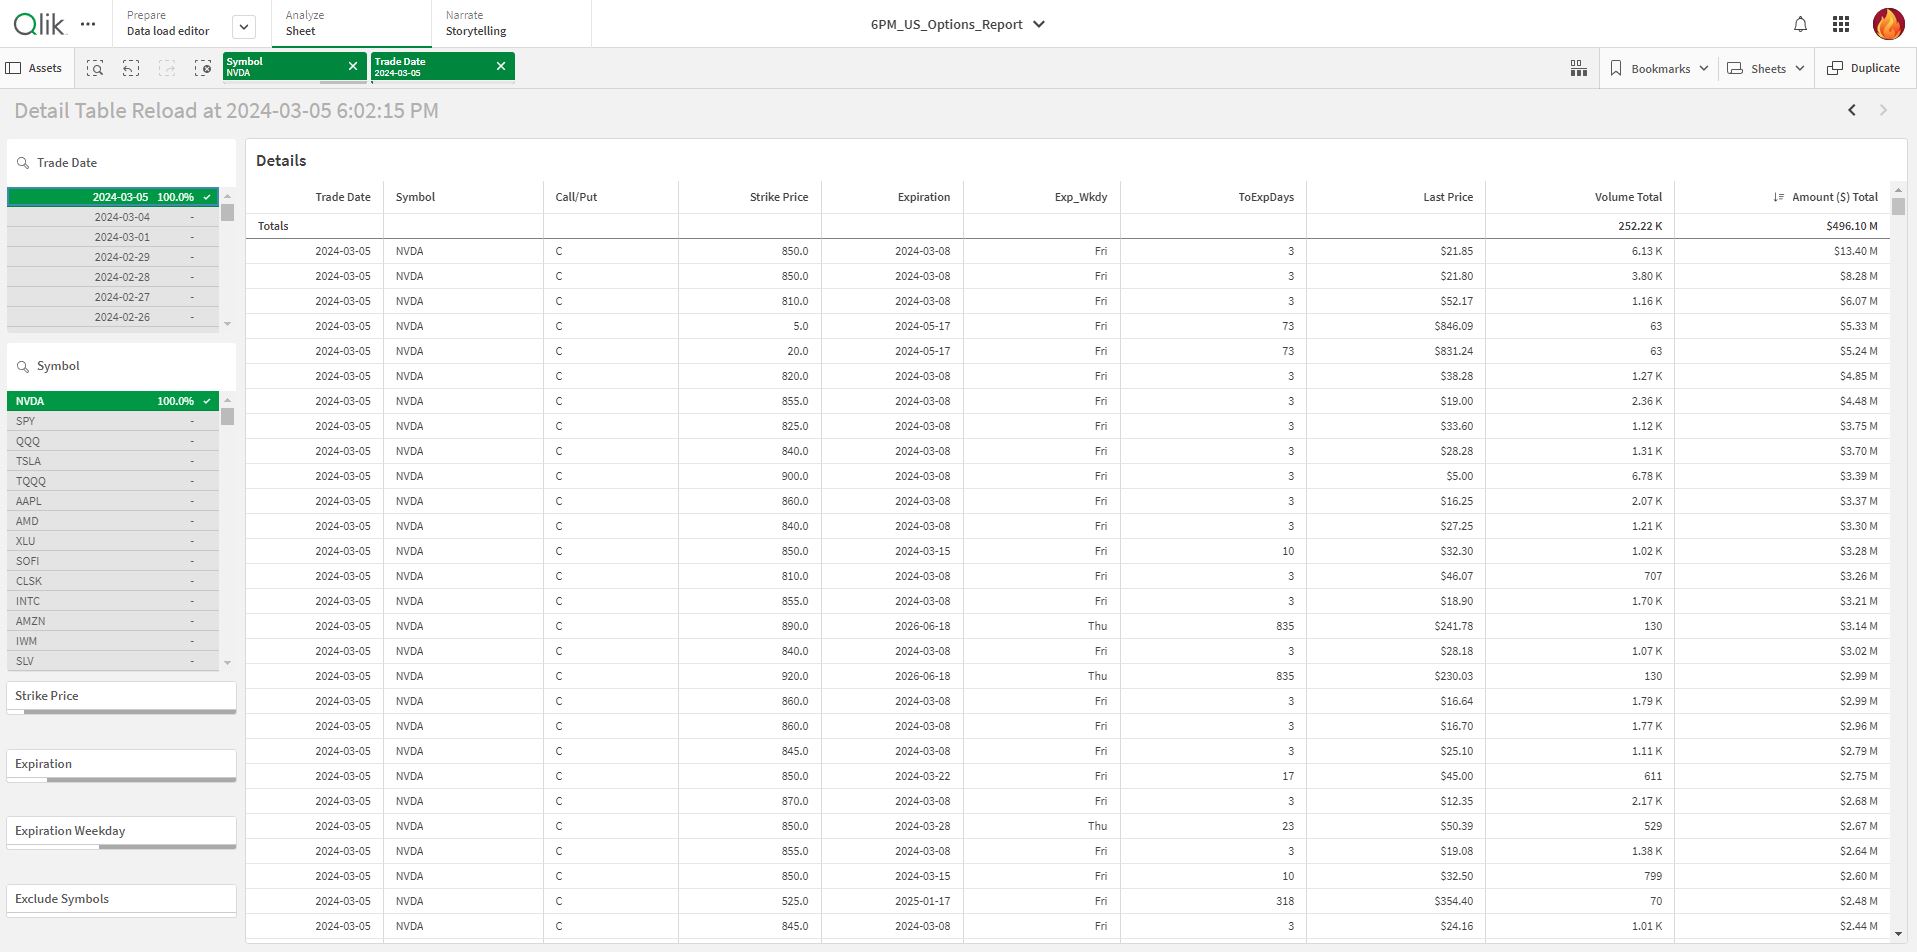 Qlik
Prepare
Data load editor
Analyze
Sheet
Narrate
Storytelling
6PM_US_Options_Report
Assets
Symbol
NVDA
Trade Date
2024-03-05
Bookmarks
Sheets
Duplicate
Detail Table Reload at 2024-03-05 6:02:15 PM
Trade Date
2024-03-05 100.0%
2024-03-04 -
2024-03-01 -
2024-02-29 -
2024-02-28 -
2024-02-27 -
2024-02-26 -
Symbol
NVDA 100.0%
SPY -
QQQ -
TSLA -
TQQQ -
AAPL -
AMD -
XLU -
SOFI -
CLSK -
INTC -
AMZN -
IWM -
SLV -
Strike Price
Expiration
Expiration Weekday
Exclude Symbols
Details
Trade Date Symbol Call/Put Strike Price Expiration Exp_Wkdy ToExpDays Last Price Volume Total Amount ($) Total
Totals 252.22 K $496.10 M
2024-03-05 NVDA C 850.0 2024-03-08 Fri 3 $21.85 6.13 K $13.40 M
2024-03-05 NVDA C 850.0 2024-03-08 Fri 3 $21.80 3.80 K $8.28 M
2024-03-05 NVDA C 810.0 2024-03-08 Fri 3 $52.17 1.16 K $6.07 M
2024-03-05 NVDA C 5.0 2024-05-17 Fri 73 $846.09 63 $5.33 M
2024-03-05 NVDA C 20.0 2024-05-17 Fri 73 $831.24 63 $5.24 M
2024-03-05 NVDA C 820.0 2024-03-08 Fri 3 $38.28 1.27 K $4.85 M
2024-03-05 NVDA C 855.0 2024-03-08 Fri 3 $19.00 2.36 K $4.48 M
2024-03-05 NVDA C 825.0 2024-03-08 Fri 3 $33.60 1.12 K $3.75 M
2024-03-05 NVDA C 840.0 2024-03-08 Fri 3 $28.28 1.31 K $3.70 M
2024-03-05 NVDA C 900.0 2024-03-08 Fri 3 $5.00 6.78 K $3.39 M
2024-03-05 NVDA C 860.0 2024-03-08 Fri 3 $16.25 2.07 K $3.37 M
2024-03-05 NVDA C 840.0 2024-03-08 Fri 3 $27.25 1.21 K $3.30 M
2024-03-05 NVDA C 850.0 2024-03-15 Fri 10 $32.30 1.02 K $3.28 M
2024-03-05 NVDA C 810.0 2024-03-08 Fri 3 $46.07 707 $3.26 M
2024-03-05 NVDA C 855.0 2024-03-08 Fri 3 $18.90 1.70 K $3.21 M
2024-03-05 NVDA C 890.0 2026-06-18 Thu 835 $241.78 130 $3.14 M
2024-03-05 NVDA C 840.0 2024-03-08 Fri 3 $28.18 1.07 K $3.02 M
2024-03-05 NVDA C 920.0 2026-06-18 Thu 835 $230.03 130 $2.99 M
2024-03-05 NVDA C 860.0 2024-03-08 Fri 3 $16.64 1.79 K $2.99 M
2024-03-05 NVDA C 860.0 2024-03-08 Fri 3 $16.70 1.77 K $2.96 M
2024-03-05 NVDA C 845.0 2024-03-08 Fri 3 $25.10 1.11 K $2.79 M
2024-03-05 NVDA C 850.0 2024-03-22 Fri 17 $45.00 611 $2.75 M
2024-03-05 NVDA C 870.0 2024-03-08 Fri 3 $12.35 2.17 K $2.68 M
2024-03-05 NVDA C 850.0 2024-03-28 Thu 23 $50.39 529 $2.67 M
2024-03-05 NVDA C 855.0 2024-03-08 Fri 3 $19.08 1.38 K $2.64 M
2024-03-05 NVDA C 850.0 2024-03-15 Fri 10 $32.50 799 $2.60 M
2024-03-05 NVDA C 525.0 2025-01-17 Fri 318 $354.40 70 $2.48 M
2024-03-05 NVDA C 845.0 2024-03-08 Fri 3 $24.16 1.01 K $2.44 M